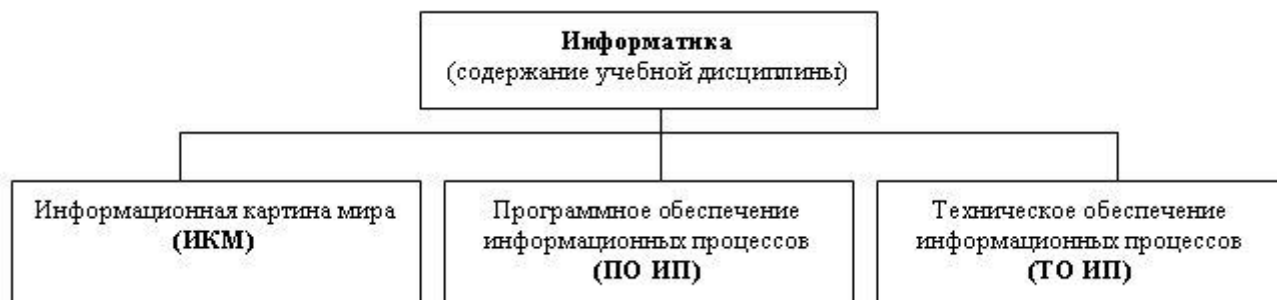 Информатика
(содержание учебной дисциплины)
Информационная картина мира
(ИКМ)
Программное обеспечение
информационных процессов
(ПО ИП)
Техническое обеспечение
информационных процессов
(ТО ИП)